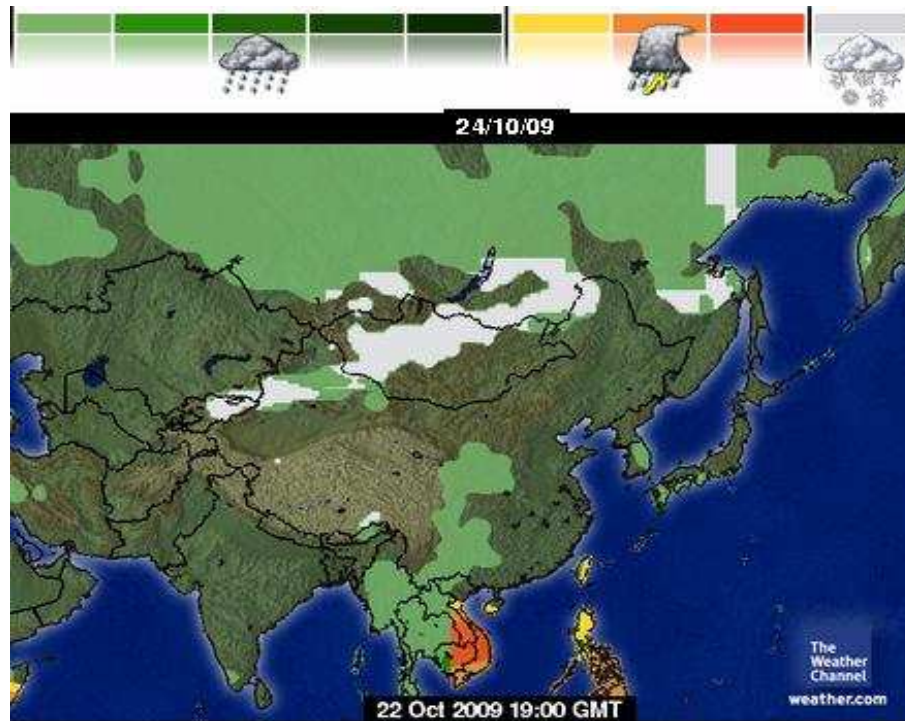 24/10/09
The
Weather
Channel
weather.com
22 Oct 2009 19:00 GMT